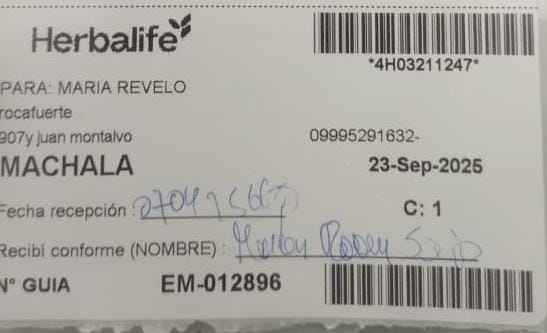 Herbalife
*4H03211247*
PARA: MARIA REVELO
rocafuerte
907y juan montalvo 09995291632-
MACHALA 23-Sep-2025
Fecha recepción : C: 1
Recibí conforme (NOMBRE) :
N° GUIA EM-012896